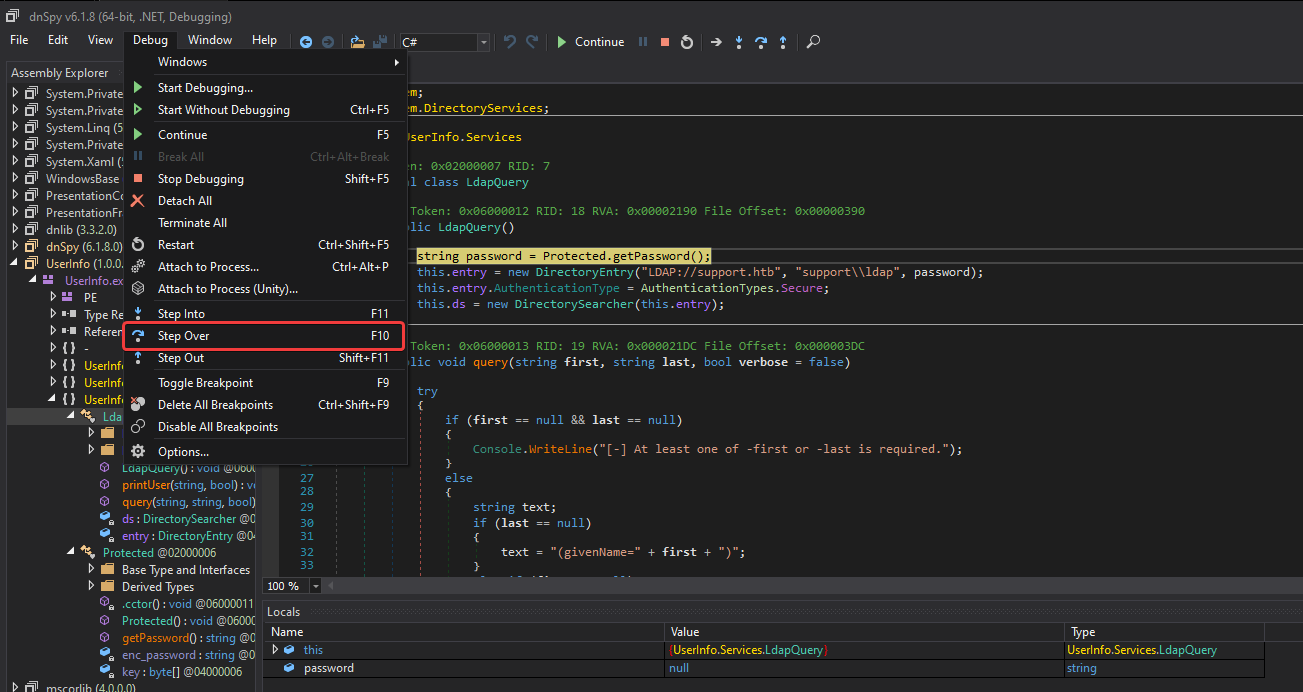 dnSpy v6.1.8 (64-bit, .NET, Debugging)
File Edit View Debug Window Help C# Continue
Assembly Explorer
System.Private
System.Private
System.Linq (5
System.Private
System.Xaml (5
WindowsBase
PresentationCo
PresentationFr
dnlib (3.3.2.0)
dnSpy (6.1.8.0)
UserInfo (1.0.0.
UserInfo.ex
PE
Type Re
Referen
{ } -
{ } UserInfo
{ } UserInfo
{ } UserInfo
Lda
LdapQuery() : void @060
printUser(string, bool) : v
query(string, string, bool)
ds : DirectorySearcher @0
entry : DirectoryEntry @04
Protected @02000006
Base Type and Interfaces
Derived Types
.cctor() : void @06000011
Protected() : void @0600
getPassword() : string @0
enc_password : string @0
key : byte[] @04000006
mscorlib (4.0.0.0)
Windows
Start Debugging...
Start Without Debugging Ctrl+F5
Continue F5
Break All Ctrl+Alt+Break
Stop Debugging Shift+F5
Detach All
Terminate All
Restart Ctrl+Shift+F5
Attach to Process... Ctrl+Alt+P
Attach to Process (Unity)...
Step Into F11
Step Over F10
Step Out Shift+F11
Toggle Breakpoint F9
Delete All Breakpoints Ctrl+Shift+F9
Disable All Breakpoints
Options...
em;
em.DirectoryServices;
UserInfo.Services
en: 0x02000007 RID: 7
al class LdapQuery
Token: 0x06000012 RID: 18 RVA: 0x00002190 File Offset: 0x00000390
blic LdapQuery()
string password = Protected.getPassword();
this.entry = new DirectoryEntry("LDAP://support.htb", "support\\ldap", password);
this.entry.AuthenticationType = AuthenticationTypes.Secure;
this.ds = new DirectorySearcher(this.entry);
Token: 0x06000013 RID: 19 RVA: 0x000021DC File Offset: 0x000003DC
blic void query(string first, string last, bool verbose = false)
try
{
if (first == null && last == null)
{
Console.WriteLine("[-] At least one of -first or -last is required.");
}
27 else
28 {
29 string text;
30 if (last == null)
31 {
32 text = "(givenName=" + first + ")";
33 }
100 %
Locals
Name Value Type
this {UserInfo.Services.LdapQuery} UserInfo.Services.LdapQuery
password null string